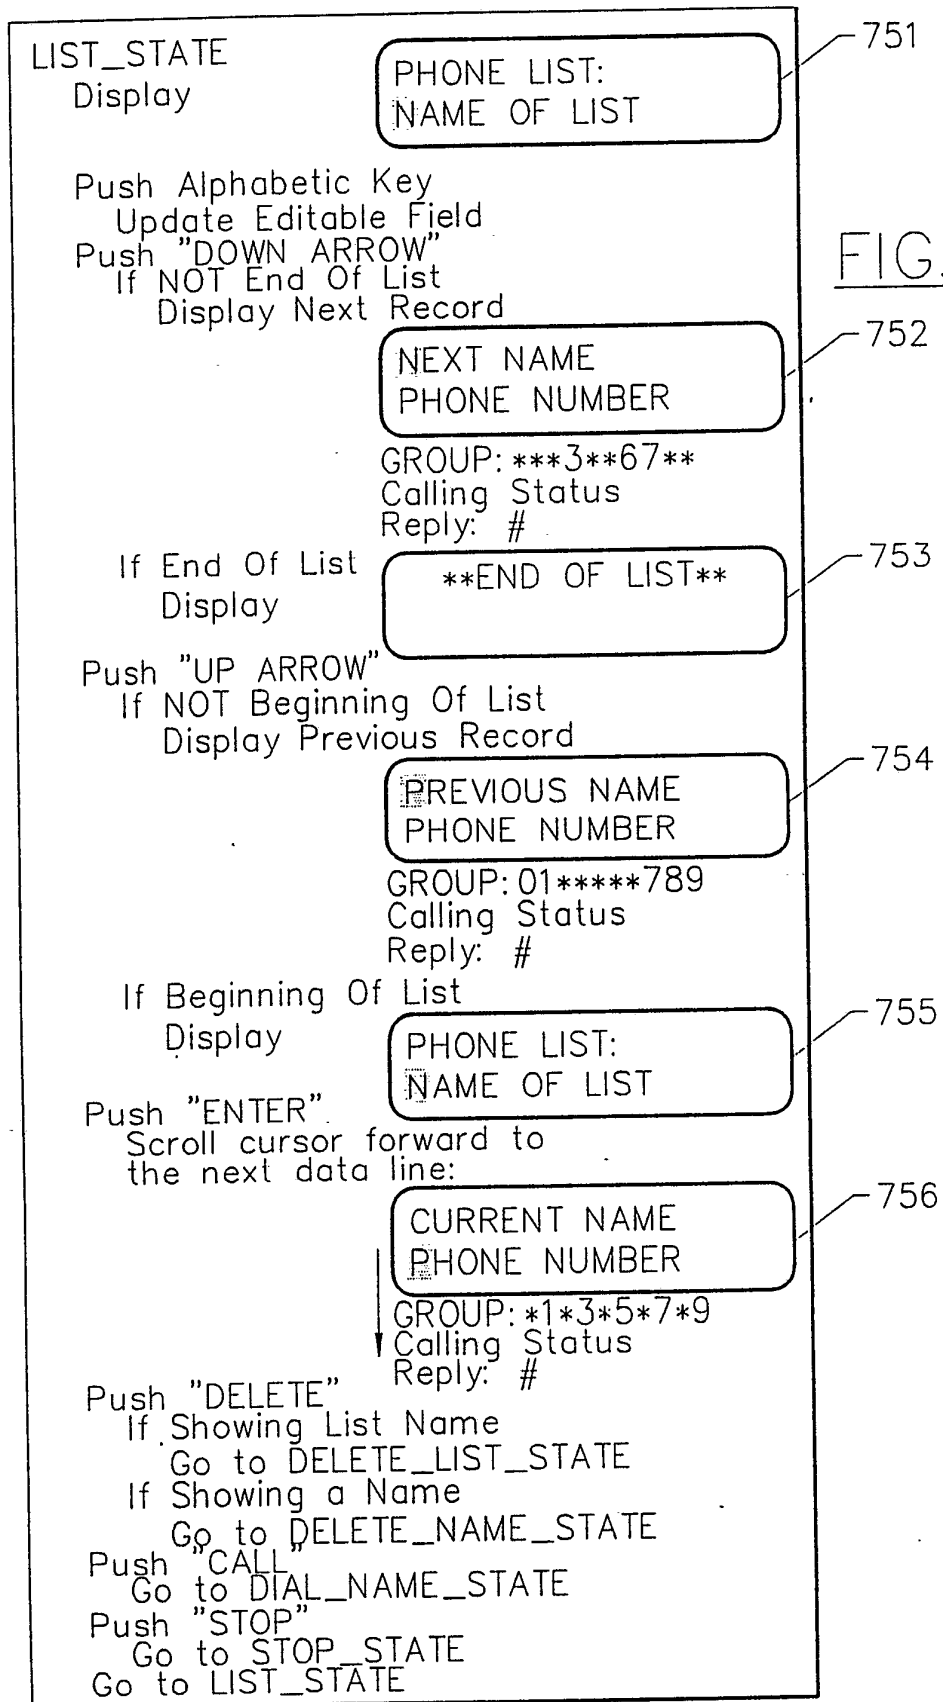 751
LIST_STATE
Display
PHONE LIST:
NAME OF LIST
Push Alphabetic Key
Update Editable Field
Push "DOWN ARROW"
If NOT End Of List
Display Next Record
FIG.
752
NEXT NAME
PHONE NUMBER
GROUP: ***3**67**
Calling Status
Reply: #
753
If End Of List
Display
**END OF LIST**
Push "UP ARROW"
If NOT Beginning Of List
Display Previous Record
754
PREVIOUS NAME
PHONE NUMBER
GROUP: 01*****789
Calling Status
Reply: #
If Beginning Of List
Display
755
PHONE LIST:
NAME OF LIST
Push "ENTER"
Scroll cursor forward to
the next data line:
756
CURRENT NAME
PHONE NUMBER
GROUP: *1*3*5*7*9
Calling Status
Reply: #
Push "DELETE"
If Showing List Name
Go to DELETE_LIST_STATE
If Showing a Name
Go to DELETE_NAME_STATE
Push "CALL"
Go to DIAL_NAME_STATE
Push "STOP"
Go to STOP_STATE
Go to LIST_STATE